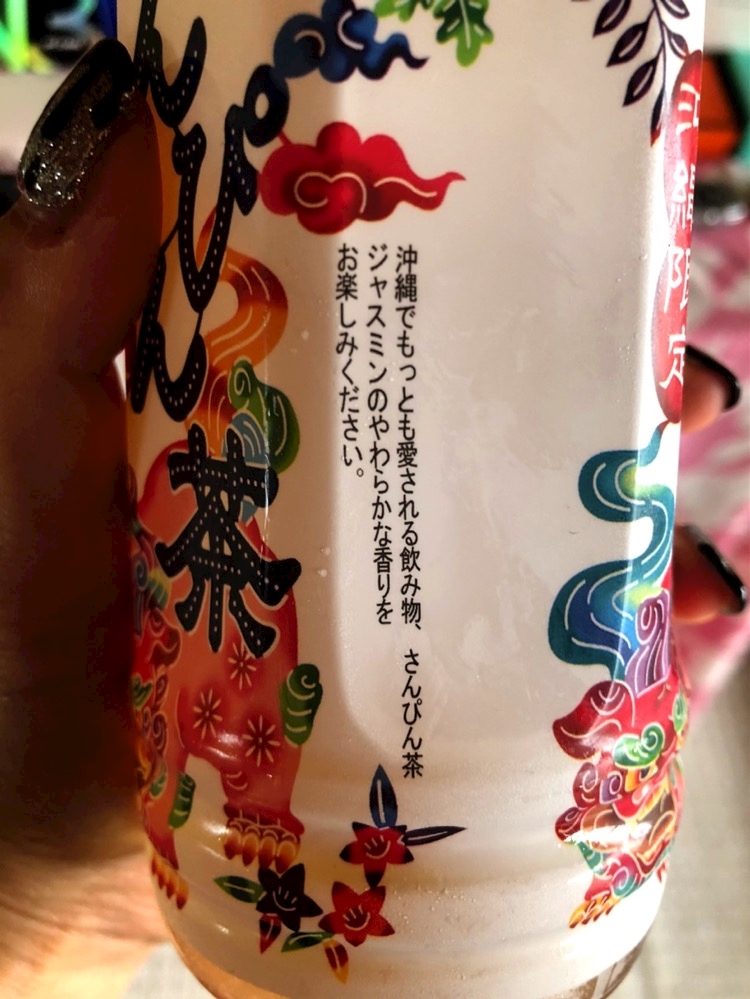 沖縄限定
沖縄でもっとも愛される飲み物、さんぴん茶
ジャスミンのやわらかな香りを
お楽しみください。
んぴん茶